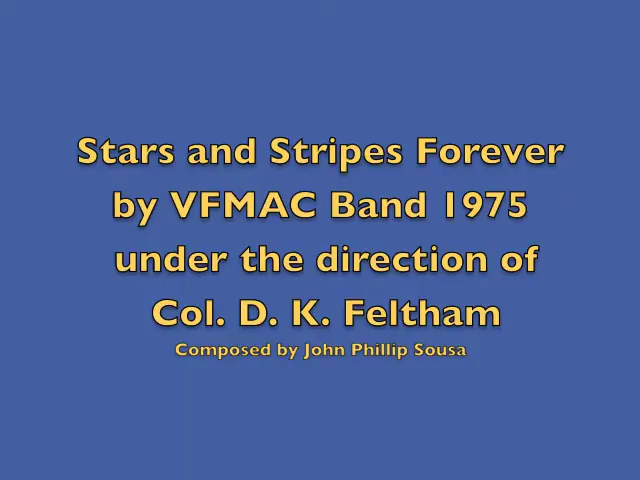 Stars and Stripes Forever
by VFMAC Band 1975
under the direction of
Col. D. K. Feltham
Composed by John Phillip Sousa